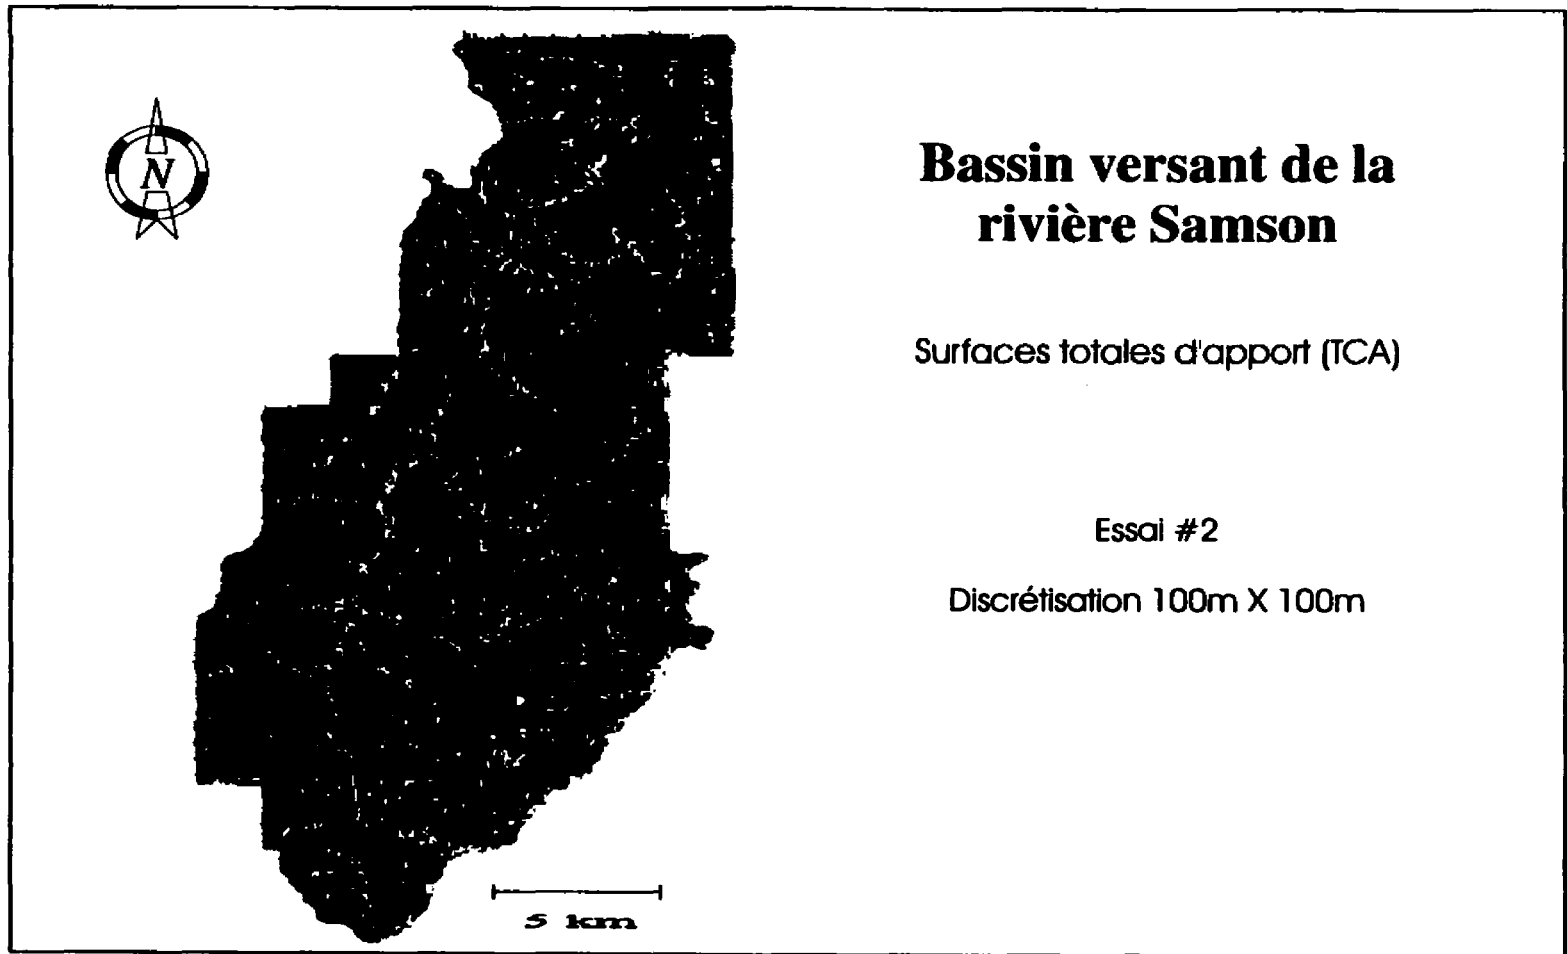 N
Bassin versant de la
rivière Samson
Surfaces totales d'apport (TCA)
Essai #2
Discrétisation 100m X 100m
5 km